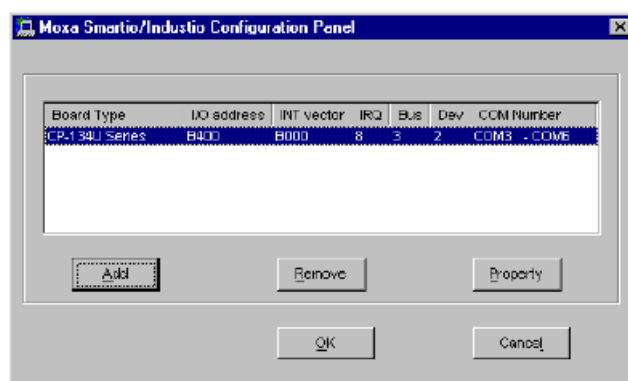 Moxa Smartio/Industio Configuration Panel
Board Type I/O address INT vector IRQ Bus Dev COM Number
CP-134U Series B400 B000 8 3 2 COM3 - COM6
Add Remove Property
OK Cancel